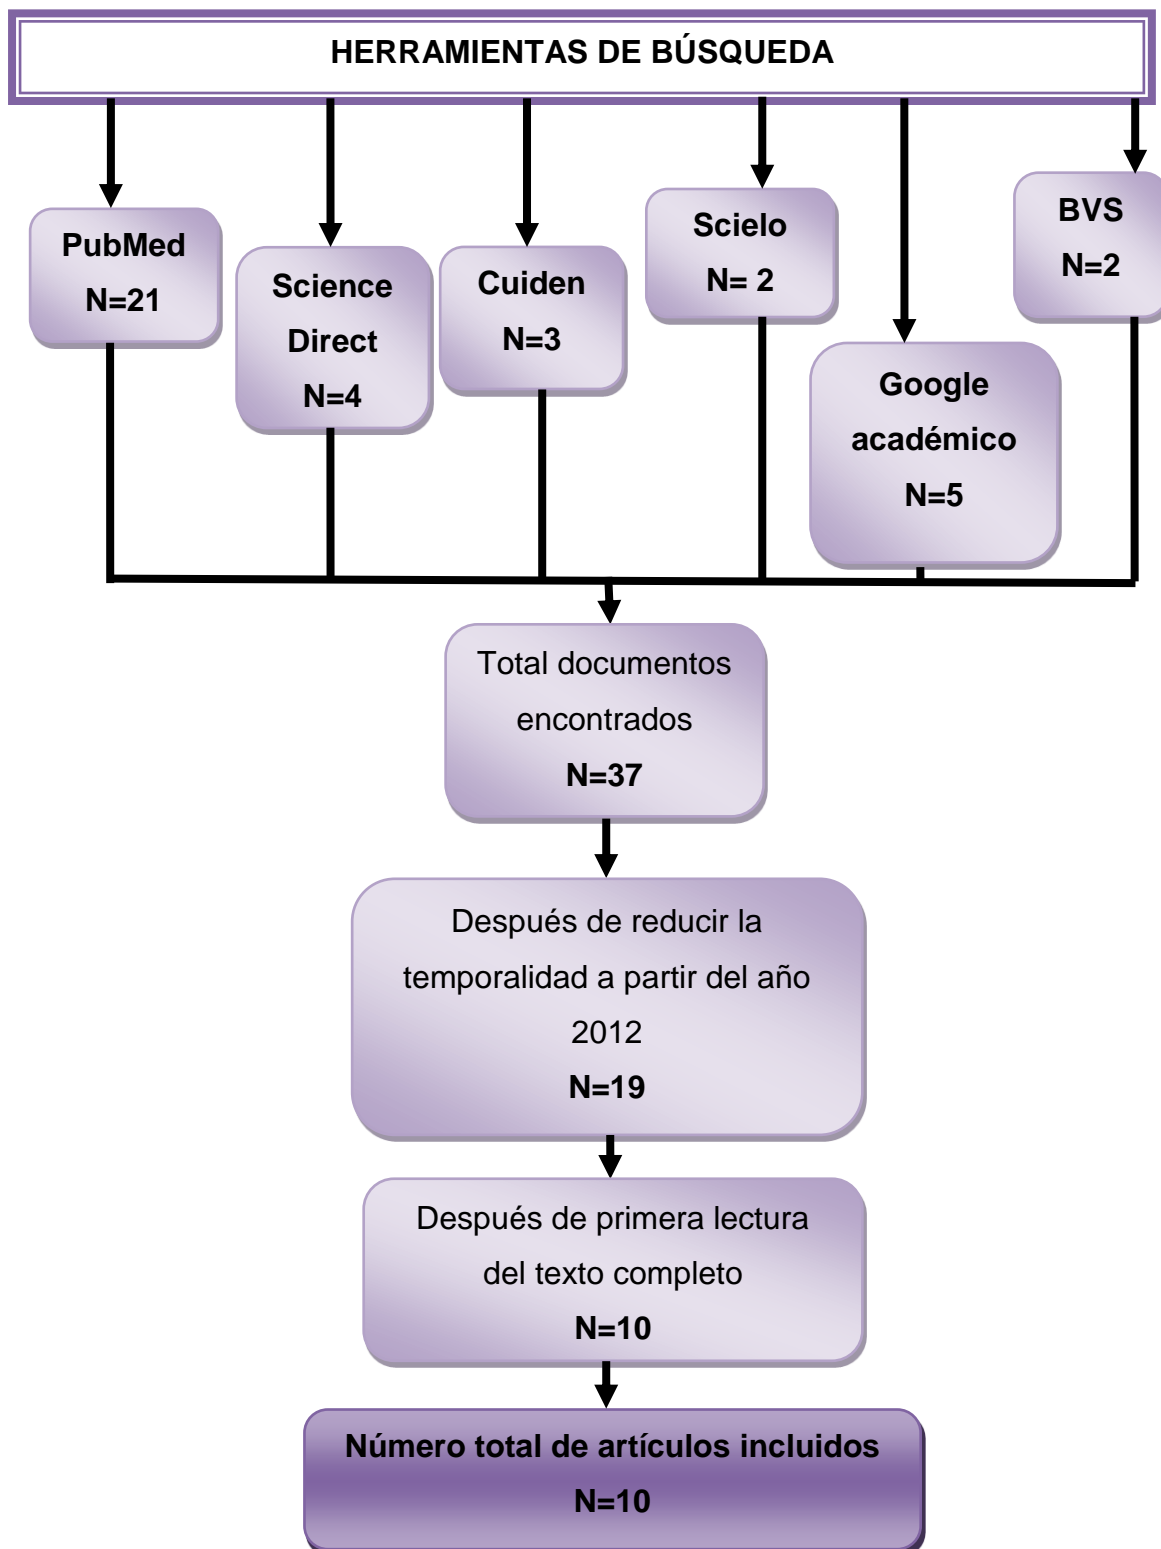 HERRAMIENTAS DE BÚSQUEDA
PubMed
N=21
Science
Direct
N=4
Cuiden
N=3
Scielo
N= 2
Google
académico
N=5
BVS
N=2
Total documentos
encontrados
N=37
Después de reducir la
temporalidad a partir del año
2012
N=19
Después de primera lectura
del texto completo
N=10
Número total de artículos incluidos
N=10